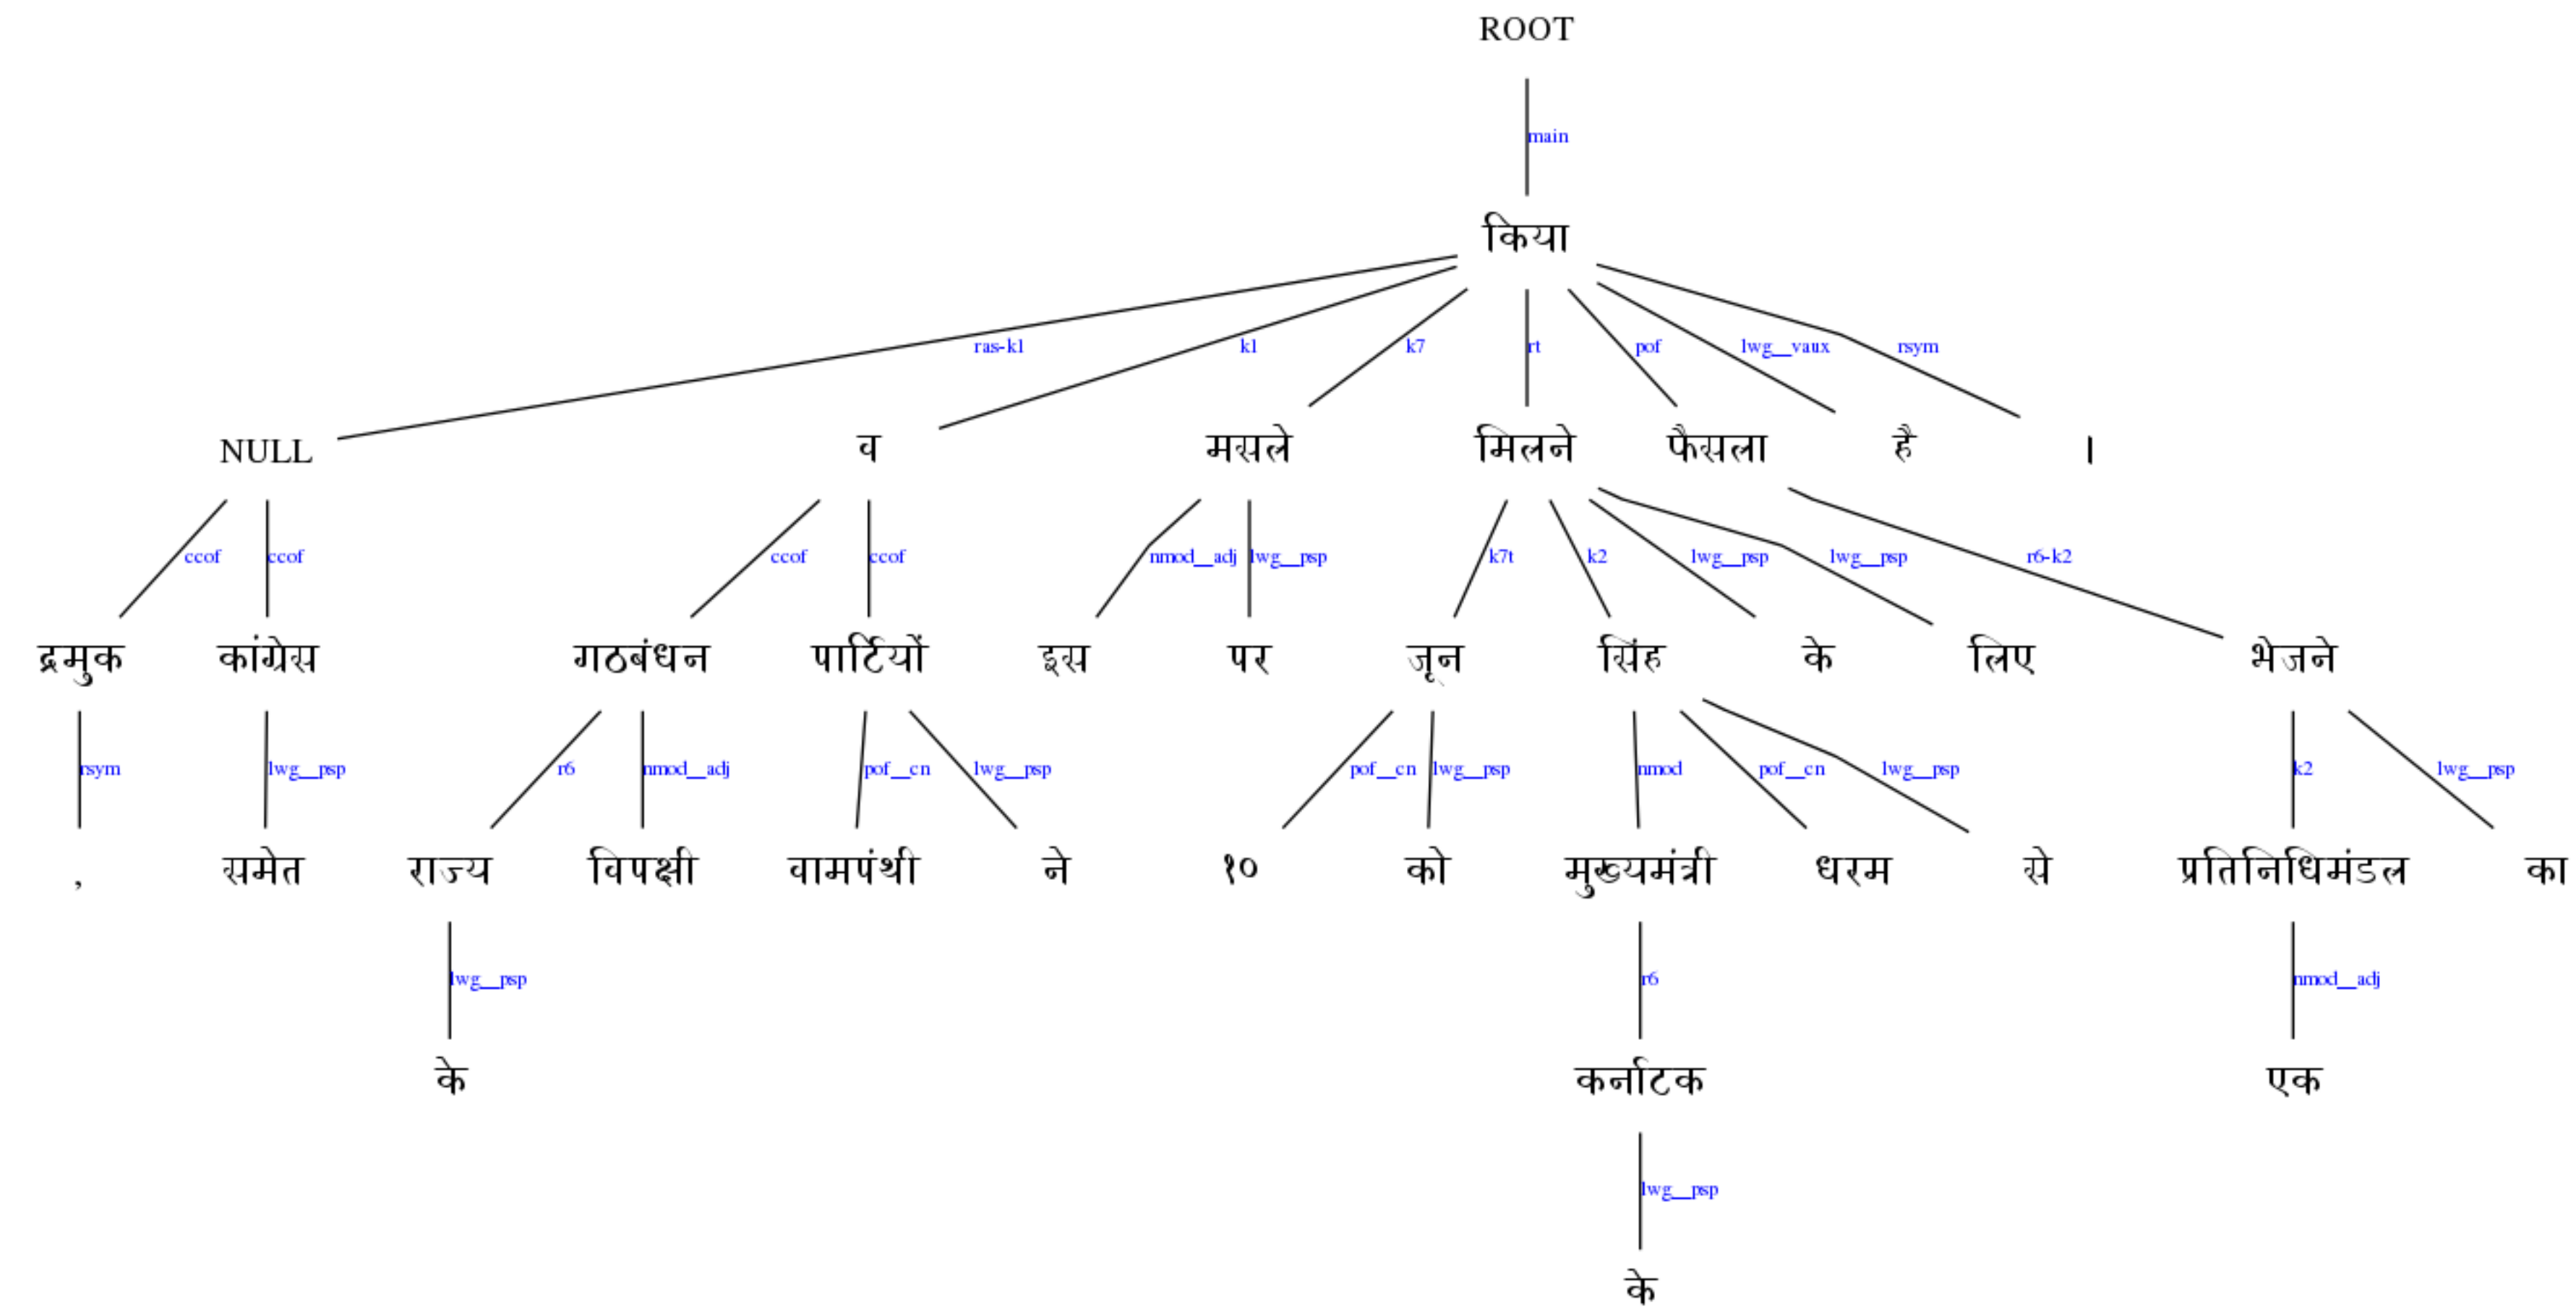 ROOT
main
किया
ras-k1 k1 k7 rt pof lwg__vaux rsym
NULL व मसले मिलने फैसला है ।
ccof ccof ccof ccof nmod__adj lwg__psp k7t k2 lwg__psp lwg__psp r6-k2
द्रमुक कांग्रेस गठबंधन पार्टियों इस पर जून सिंह के लिए भेजने
rsym lwg__psp r6 nmod__adj pof__cn lwg__psp pof__cn lwg__psp nmod pof__cn lwg__psp k2 lwg__psp
, समेत राज्य विपक्षी वामपंथी ने १० को मुख्यमंत्री धरम से प्रतिनिधिमंडल का
lwg__psp r6 nmod__adj
के कर्नाटक एक
lwg__psp
के